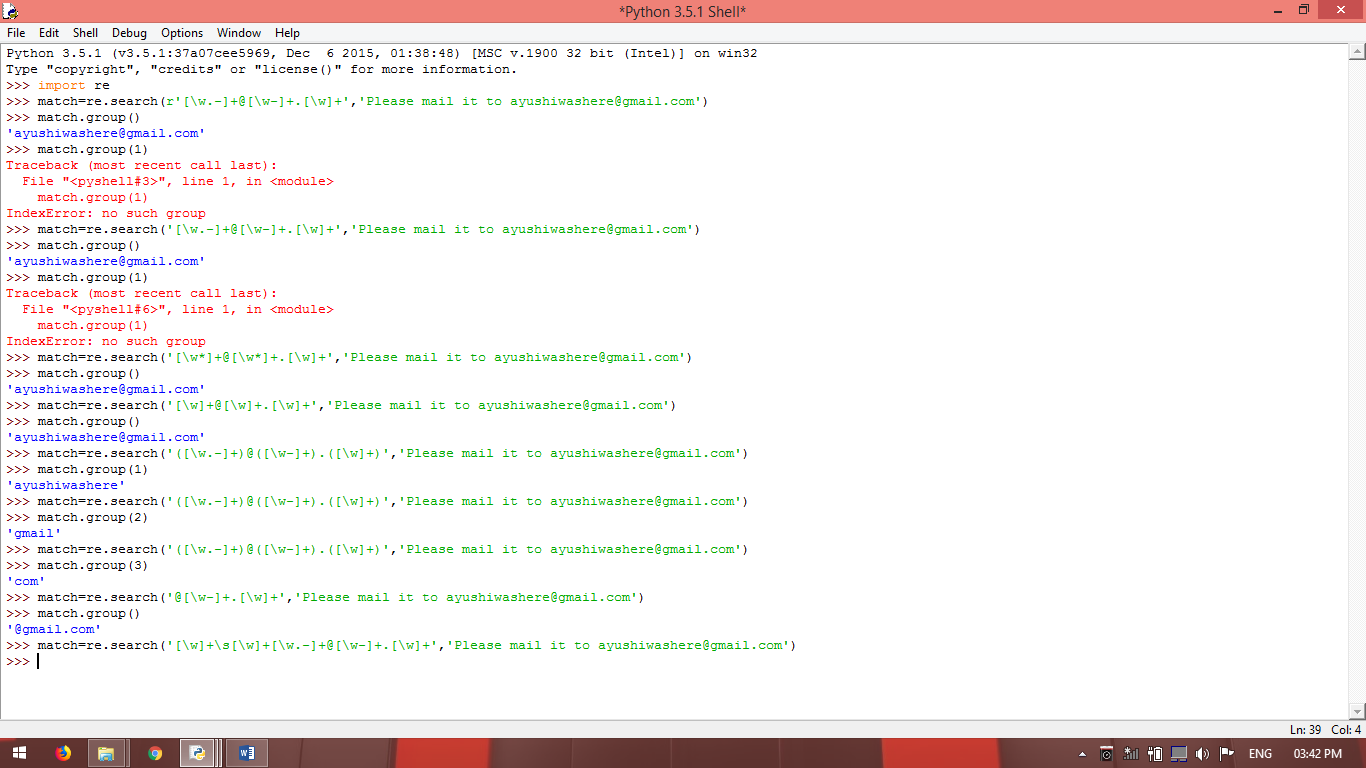 *Python 3.5.1 Shell*
File Edit Shell Debug Options Window Help
Python 3.5.1 (v3.5.1:37a07cee5969, Dec  6 2015, 01:38:48) [MSC v.1900 32 bit (Intel)] on win32
Type "copyright", "credits" or "license()" for more information.
>>> import re
>>> match=re.search(r'[\w.-]+@[\w-]+.[\w]+','Please mail it to ayushiwashere@gmail.com')
>>> match.group()
'ayushiwashere@gmail.com'
>>> match.group(1)
Traceback (most recent call last):
  File "<pyshell#3>", line 1, in <module>
    match.group(1)
IndexError: no such group
>>> match=re.search('[\w.-]+@[\w-]+.[\w]+','Please mail it to ayushiwashere@gmail.com')
>>> match.group()
'ayushiwashere@gmail.com'
>>> match.group(1)
Traceback (most recent call last):
  File "<pyshell#6>", line 1, in <module>
    match.group(1)
IndexError: no such group
>>> match=re.search('[\w*]+@[\w*]+.[\w]+','Please mail it to ayushiwashere@gmail.com')
>>> match.group()
'ayushiwashere@gmail.com'
>>> match=re.search('[\w]+@[\w]+.[\w]+','Please mail it to ayushiwashere@gmail.com')
>>> match.group()
'ayushiwashere@gmail.com'
>>> match=re.search('([\w.-]+)@([\w-]+).([\w]+)','Please mail it to ayushiwashere@gmail.com')
>>> match.group(1)
'ayushiwashere'
>>> match=re.search('([\w.-]+)@([\w-]+).([\w]+)','Please mail it to ayushiwashere@gmail.com')
>>> match.group(2)
'gmail'
>>> match=re.search('([\w.-]+)@([\w-]+).([\w]+)','Please mail it to ayushiwashere@gmail.com')
>>> match.group(3)
'com'
>>> match=re.search('@[\w-]+.[\w]+','Please mail it to ayushiwashere@gmail.com')
>>> match.group()
'@gmail.com'
>>> match=re.search('[\w]+\s[\w]+[\w.-]+@[\w-]+.[\w]+','Please mail it to ayushiwashere@gmail.com')
>>>
Ln: 39 Col: 4
ENG 03:42 PM